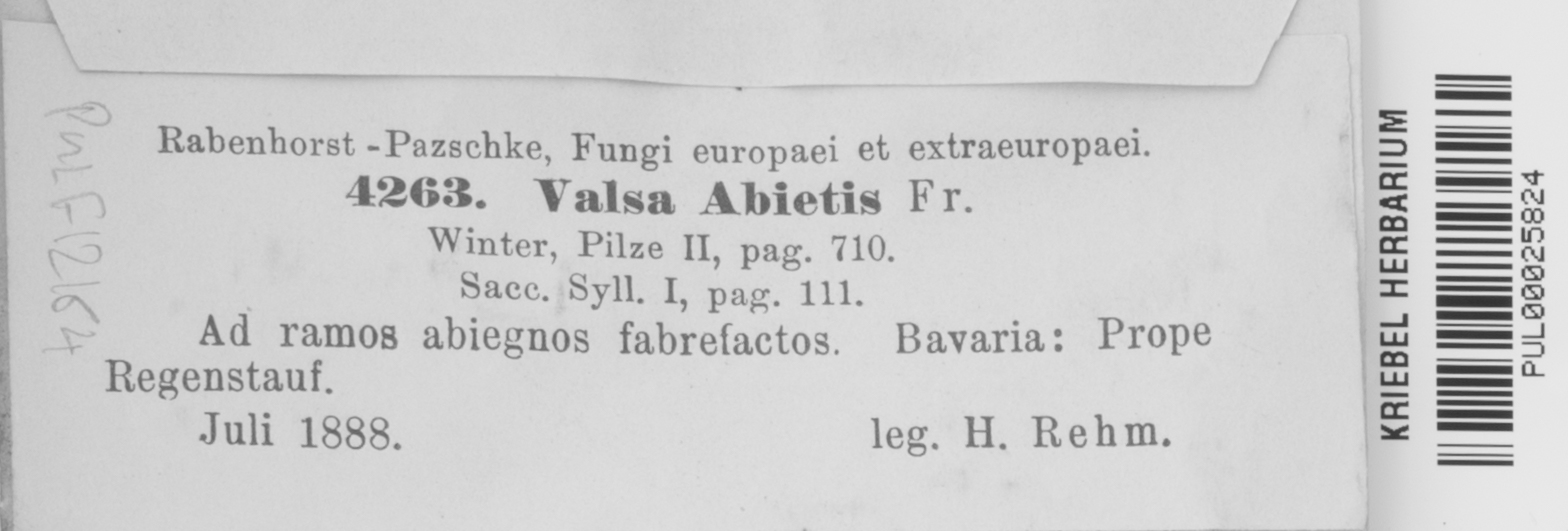 Rabenhorst-Pazschke, Fungi europaei et extraeuropaei.
4263. Valsa Abietis Fr.
Winter, Pilze II, pag. 710.
Sacc. Syll. I, pag. 111.
Ad ramos abiegnos fabrefactos. Bavaria: Prope
Regenstauf.
Juli 1888. leg. H. Rehm.
PUL F12164
KRIEBEL HERBARIUM
PUL00025824